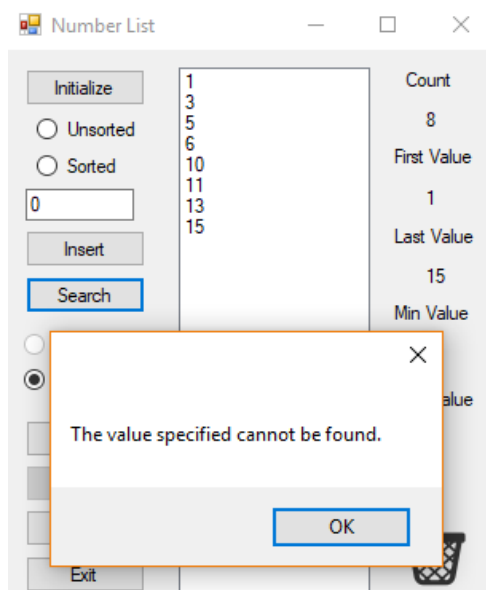 Number List
Initialize
Unsorted
Sorted
0
Insert
Search
1
3
5
6
10
11
13
15
Count
8
First Value
1
Last Value
15
Min Value
alue
The value specified cannot be found.
OK
Exit